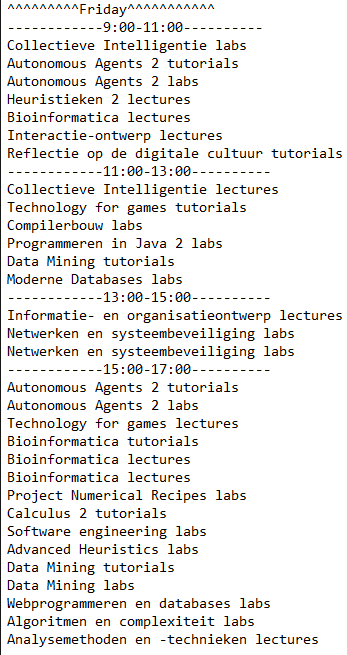 ^^^^^^^^^Friday^^^^^^^^^^^
------------9:00-11:00----------
Collectieve Intelligentie labs
Autonomous Agents 2 tutorials
Autonomous Agents 2 labs
Heuristieken 2 lectures
Bioinformatica lectures
Interactie-ontwerp lectures
Reflectie op de digitale cultuur tutorials
------------11:00-13:00----------
Collectieve Intelligentie lectures
Technology for games tutorials
Compilerbouw labs
Programmeren in Java 2 labs
Data Mining tutorials
Moderne Databases labs
------------13:00-15:00----------
Informatie- en organisatieontwerp lectures
Netwerken en systeembeveiliging labs
Netwerken en systeembeveiliging labs
------------15:00-17:00----------
Autonomous Agents 2 tutorials
Autonomous Agents 2 labs
Technology for games lectures
Bioinformatica tutorials
Bioinformatica lectures
Bioinformatica lectures
Project Numerical Recipes labs
Calculus 2 tutorials
Software engineering labs
Advanced Heuristics labs
Data Mining tutorials
Data Mining labs
Webprogrammeren en databases labs
Algoritmen en complexiteit labs
Analysemethoden en -technieken lectures